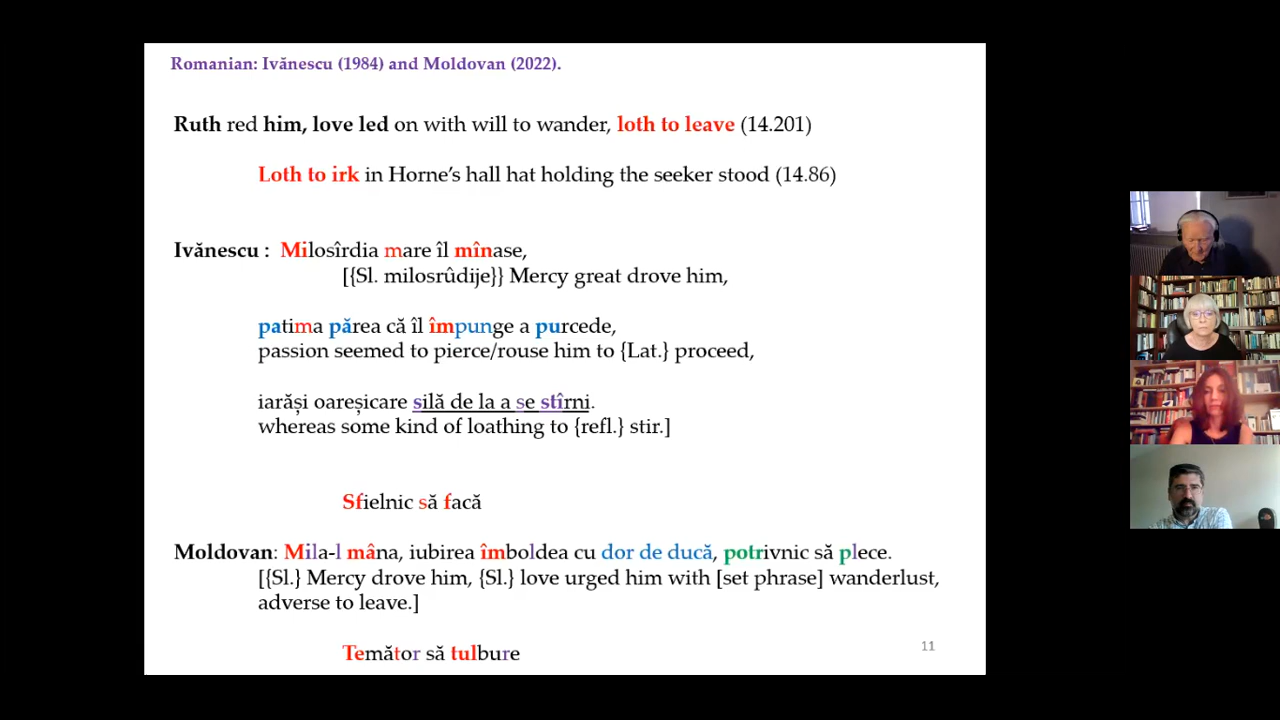 Romanian: Ivănescu (1984) and Moldovan (2022).
Ruth red him, love led on with will to wander, loth to leave (14.201)
Loth to irk in Horne’s hall hat holding the seeker stood (14.86)
Ivănescu : Milosîrdia mare îl mînase,
[{Sl. milosrûdije}} Mercy great drove him,
patima părea că îl împunge a purcede,
passion seemed to pierce/rouse him to {Lat.} proceed,
iarăși oareșicare silă de la a se stîrni.
whereas some kind of loathing to {refl.} stir.]
Sfielnic să facă
Moldovan: Mila-l mâna, iubirea îmboldea cu dor de ducă, potrivnic să plece.
[{Sl.} Mercy drove him, {Sl.} love urged him with [set phrase] wanderlust,
adverse to leave.]
11
Temător să tulbure